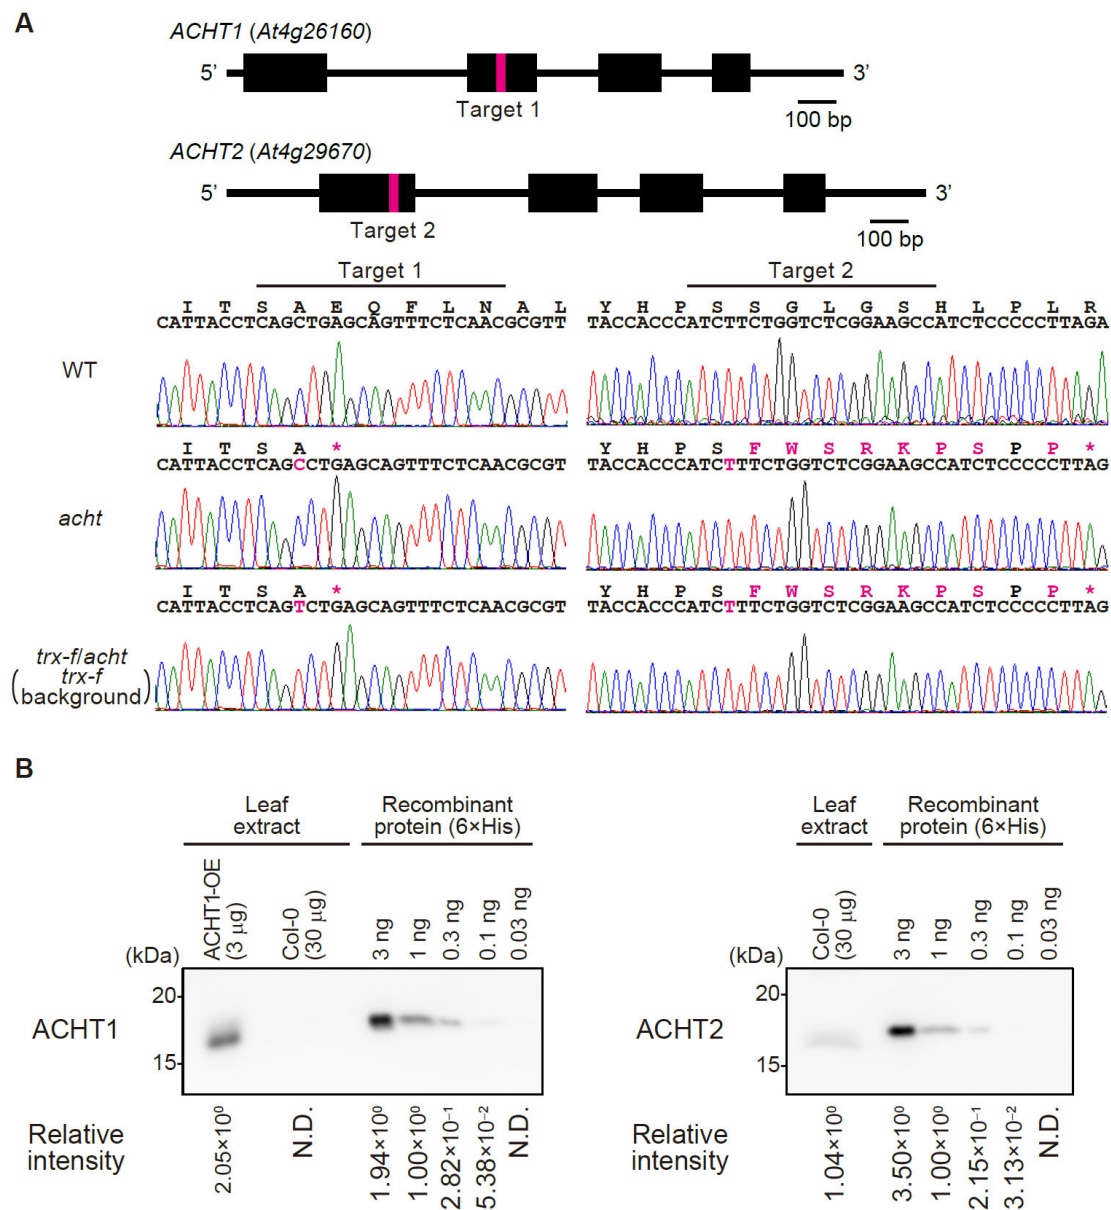 A
ACHT1 (At4g26160)
5’ 3’
Target 1
100 bp
ACHT2 (At4g29670)
5’ 3’
Target 2
100 bp
Target 1 Target 2
I T S A E Q F L N A L Y H P S S G L G S H L P L R
CATTACCTCAGCTGAGCAGTTTCTCAACGCGTT TACCACCCATCTTCTGGTCTCGGAAGCCATCTCCCCCTTAGA
WT
I T S A * Y H P S F W S R K P S P P *
CATTACCTCAGCCTGAGCAGTTTCTCAACGCGT TACCACCCATCTTTCTGGTCTCGGAAGCCATCTCCCCCTTAG
acht
I T S A * Y H P S F W S R K P S P P *
CATTACCTCAGTCTGAGCAGTTTCTCAACGCGT TACCACCCATCTTTCTGGTCTCGGAAGCCATCTCCCCCTTAG
trx-f/acht
(trx-f
background)
B
Leaf extract Recombinant protein (6×His) Leaf extract Recombinant protein (6×His)
(kDa) ACHT1-OE (3 µg) Col-0 (30 µg) 3 ng 1 ng 0.3 ng 0.1 ng 0.03 ng (kDa) Col-0 (30 µg) 3 ng 1 ng 0.3 ng 0.1 ng 0.03 ng
20 20
ACHT1 ACHT2
15 15
Relative intensity 2.05×10⁰ N.D. 1.94×10⁰ 1.00×10⁰ 2.82×10⁻¹ 5.38×10⁻² N.D. Relative intensity 1.04×10⁰ 3.50×10⁰ 1.00×10⁰ 2.15×10⁻¹ 3.13×10⁻² N.D.